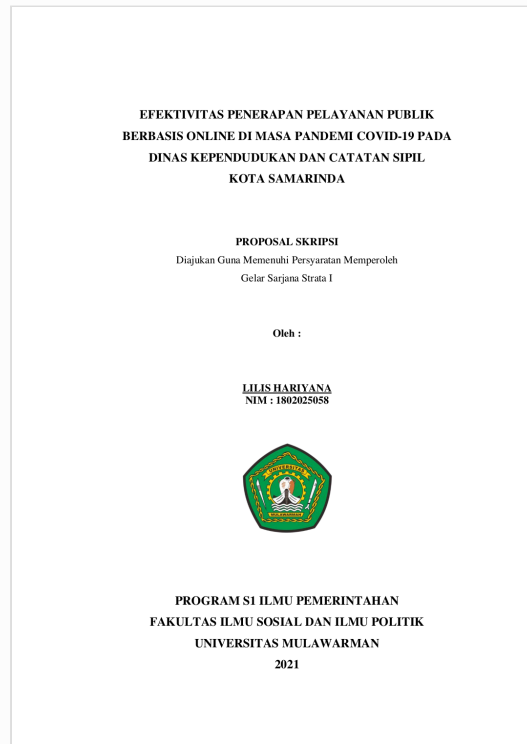 EFEKTIVITAS PENERAPAN PELAYANAN PUBLIK
BERBASIS ONLINE DI MASA PANDEMI COVID-19 PADA
DINAS KEPENDUDUKAN DAN CATATAN SIPIL
KOTA SAMARINDA
PROPOSAL SKRIPSI
Diajukan Guna Memenuhi Persyaratan Memperoleh
Gelar Sarjana Strata I
Oleh :
LILIS HARIYANA
NIM : 1802025058
UNIVERSITAS
MULAWARMAN
PROGRAM S1 ILMU PEMERINTAHAN
FAKULTAS ILMU SOSIAL DAN ILMU POLITIK
UNIVERSITAS MULAWARMAN
2021